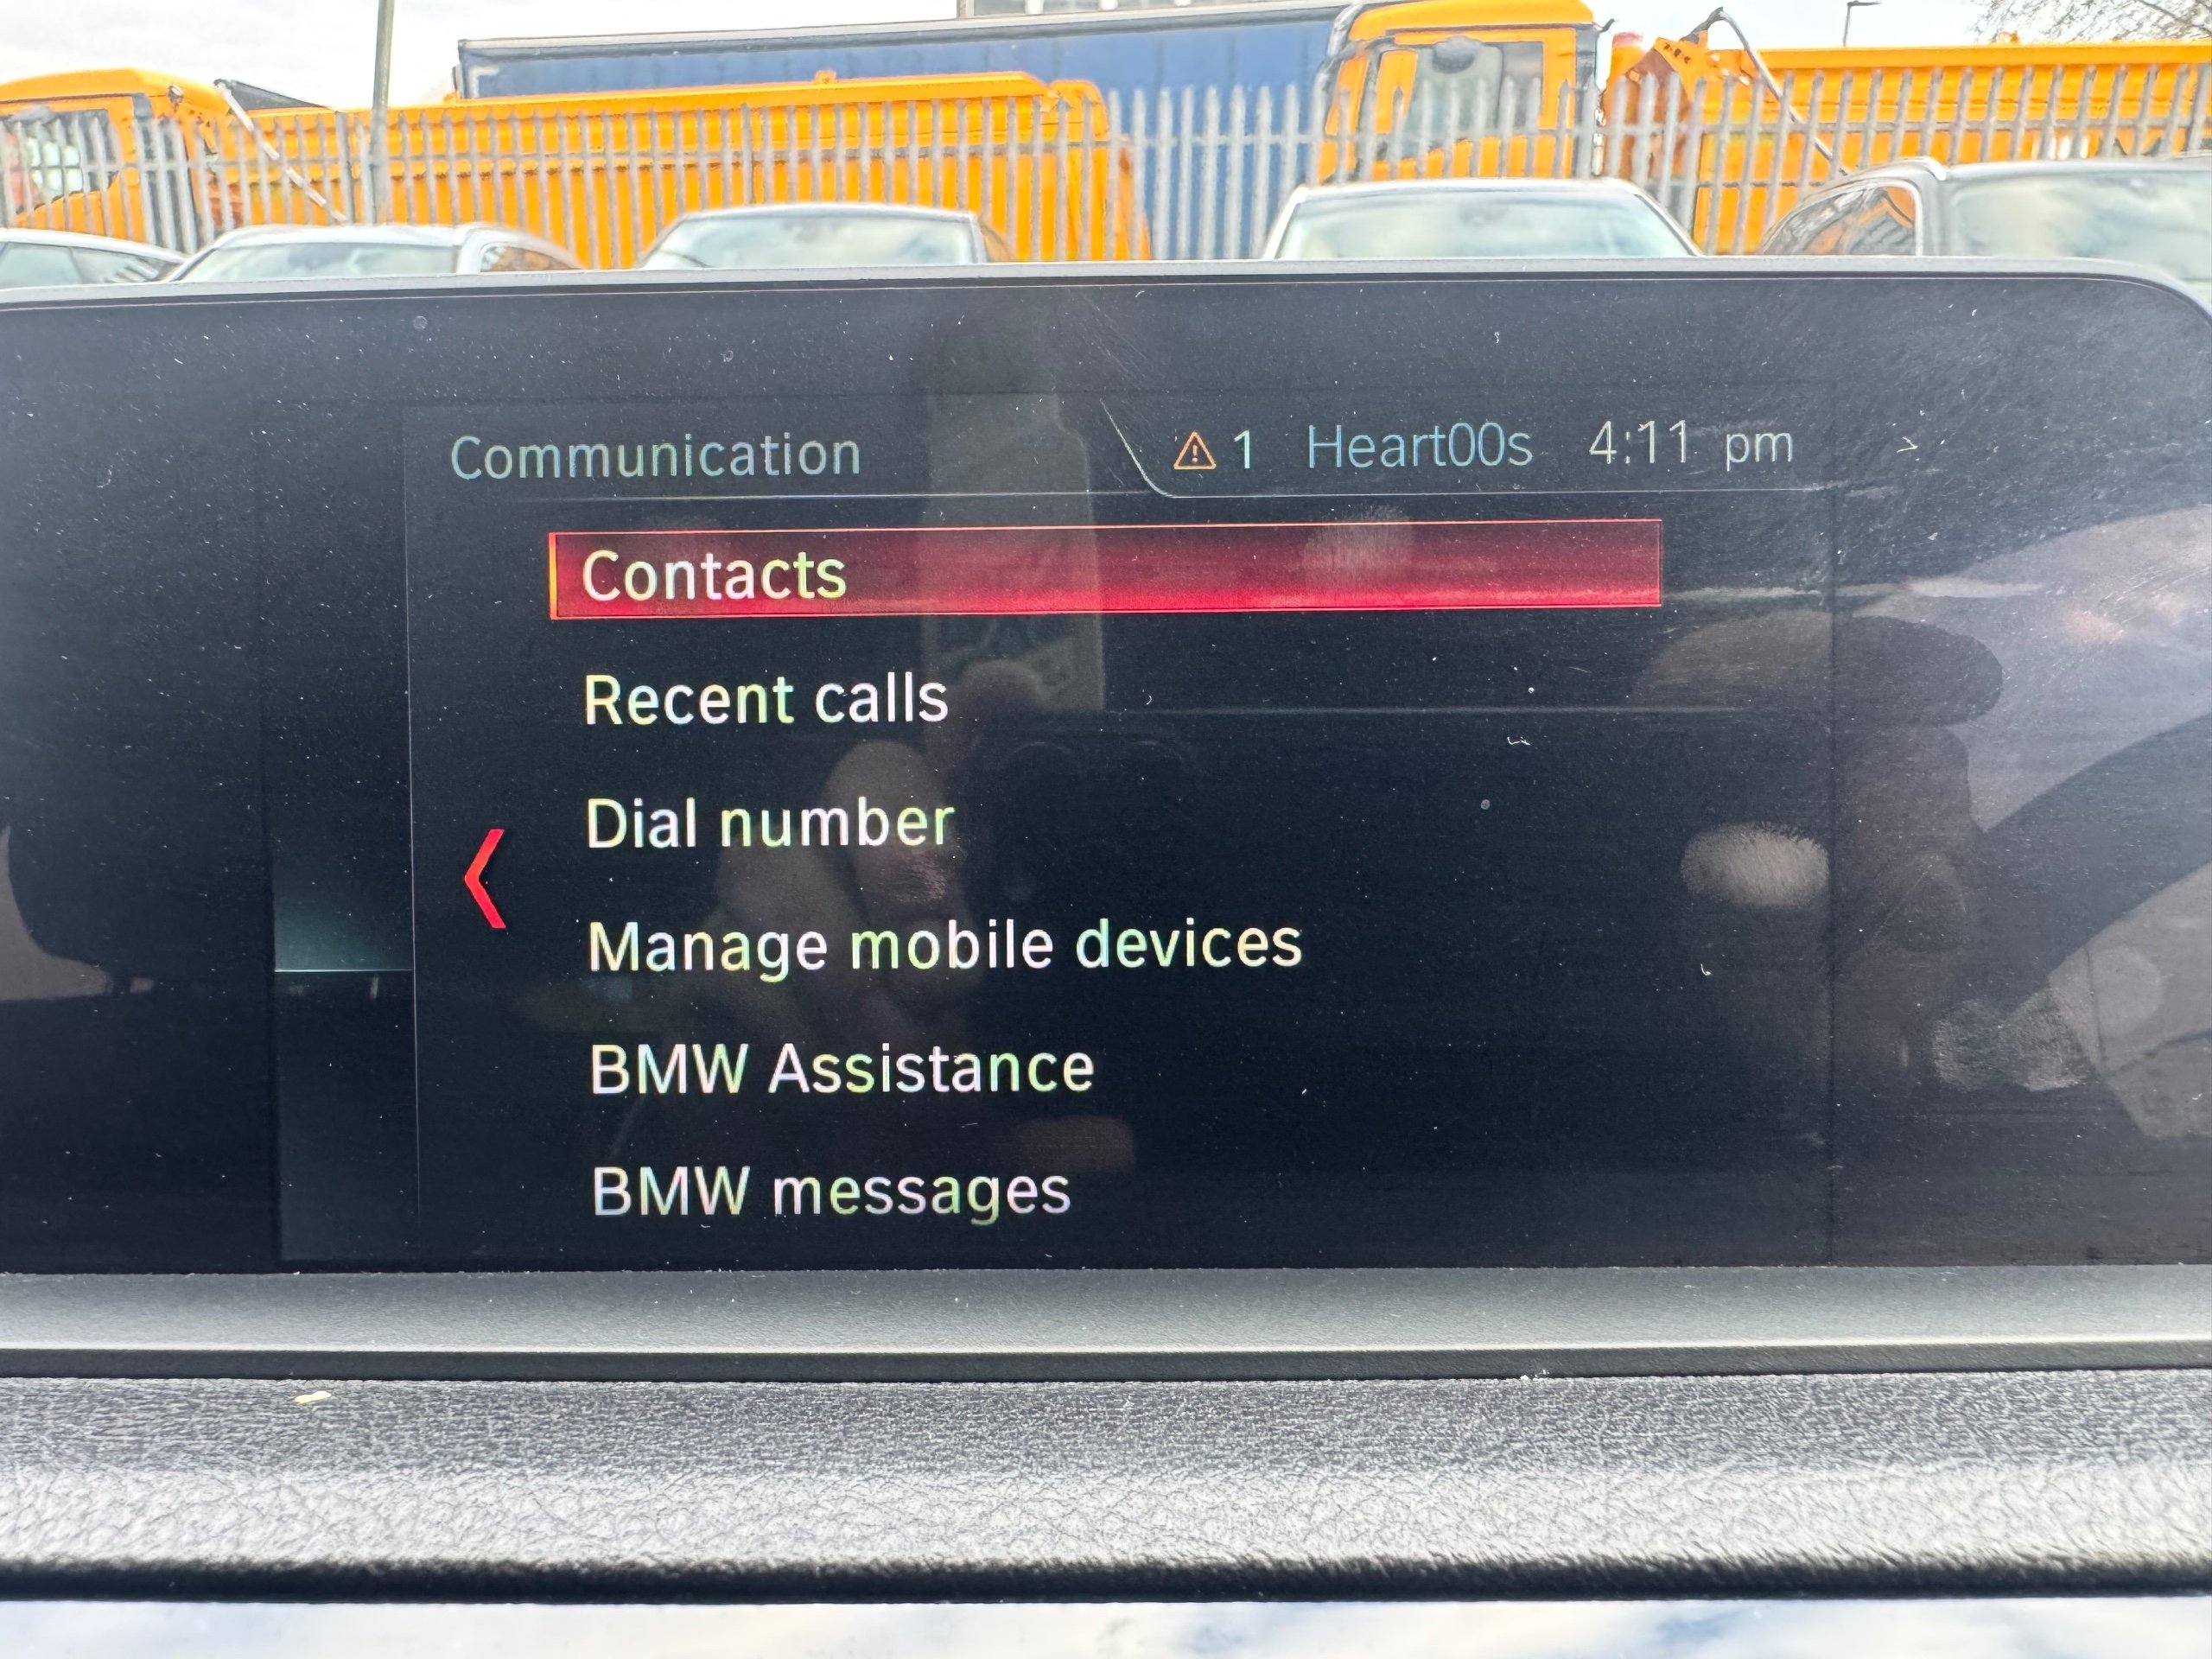 Communication
1 Heart00s 4:11 pm
Contacts
Recent calls
Dial number
Manage mobile devices
BMW Assistance
BMW messages